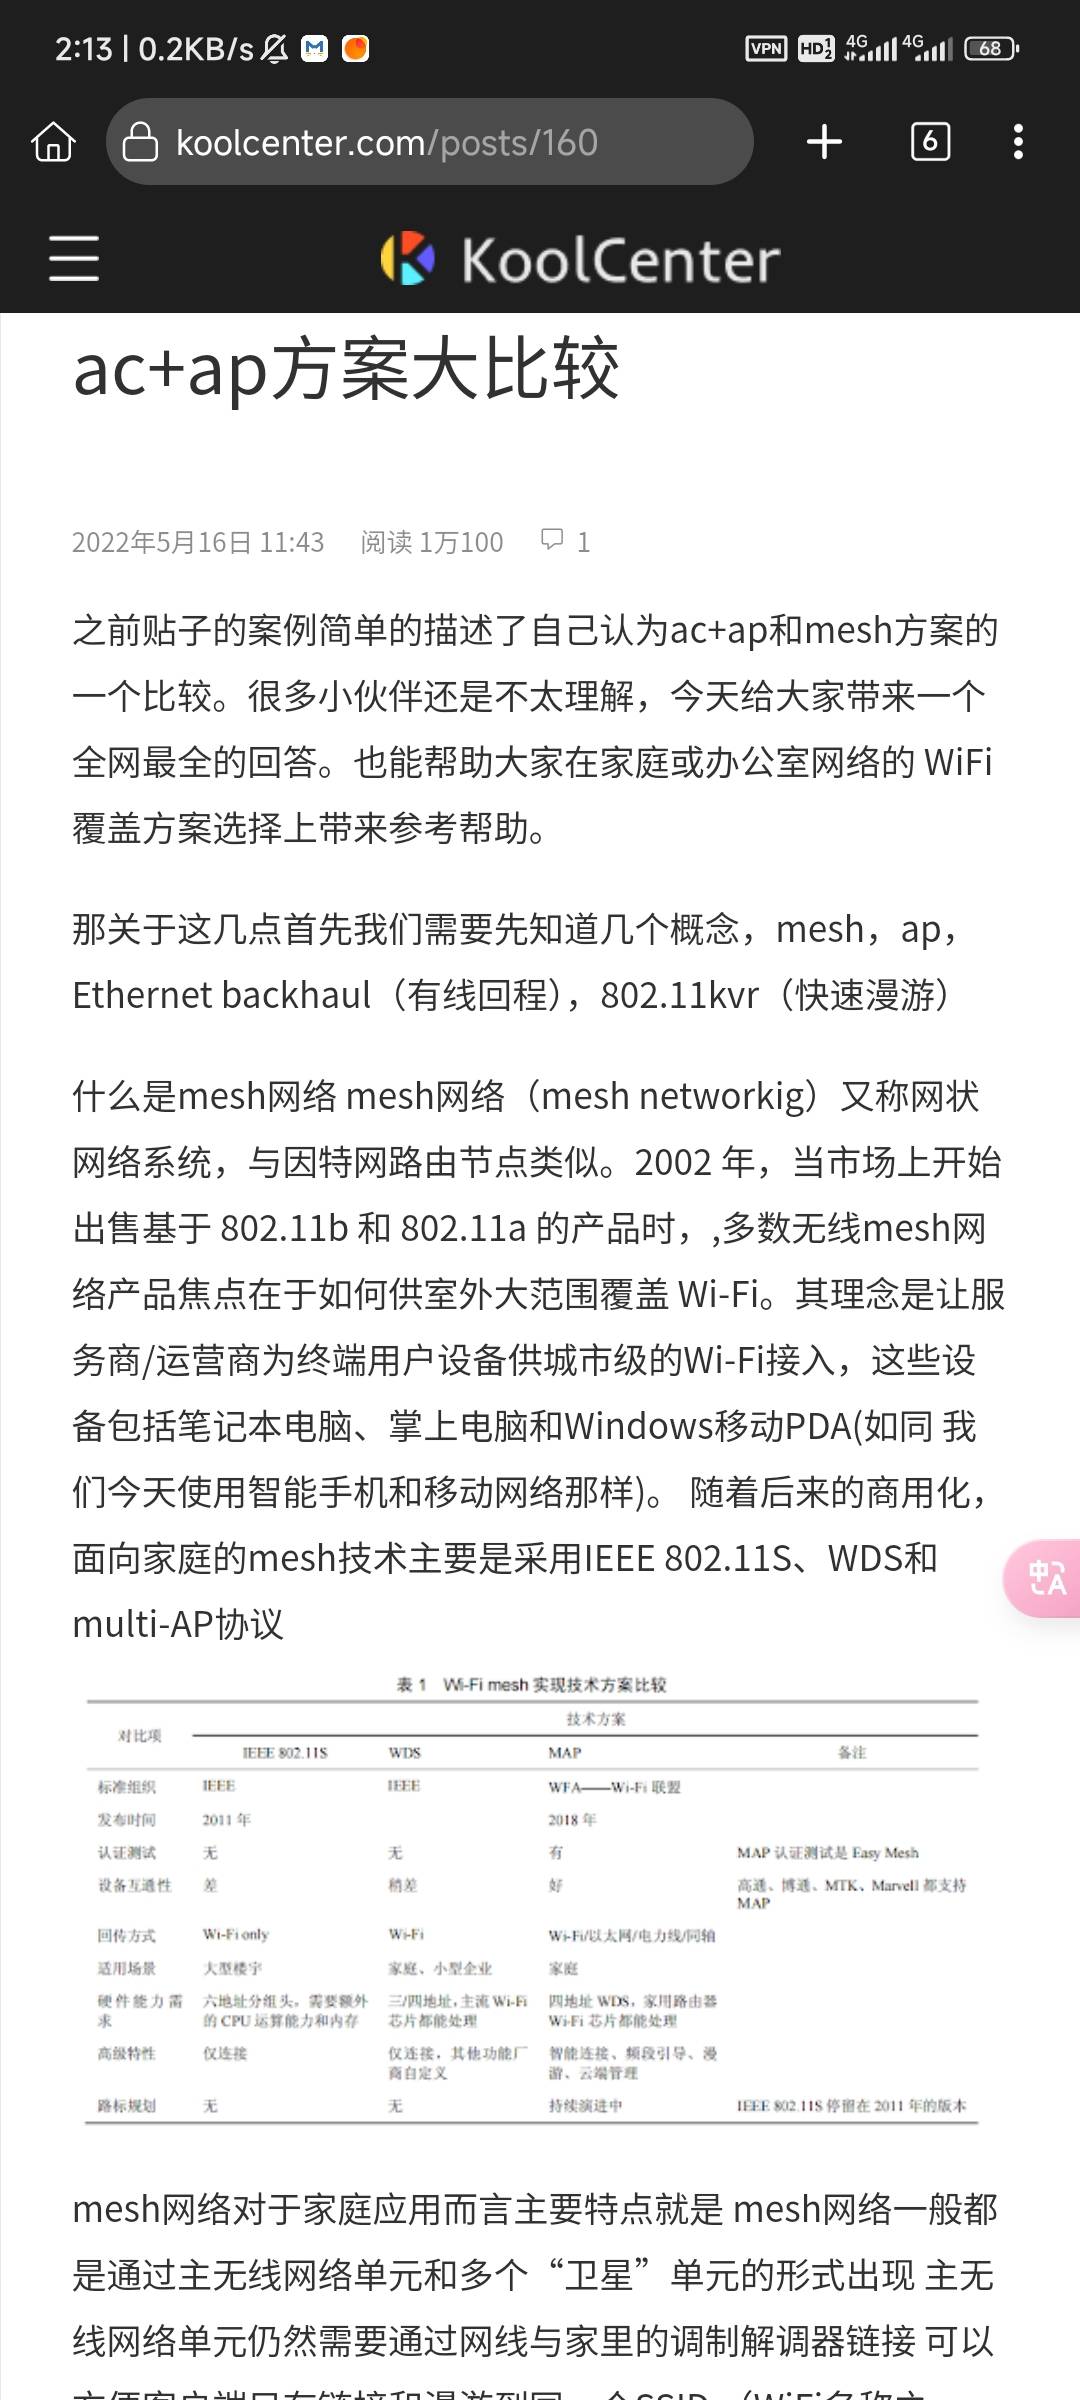 2:13 | 0.2KB/s
VPN HD 1 2 4G 4G 68
koolcenter.com/posts/160
6
KoolCenter
ac+ap方案大比较
2022年5月16日 11:43 阅读 1万100 1
之前贴子的案例简单的描述了自己认为ac+ap和mesh方案的
一个比较。很多小伙伴还是不太理解，今天给大家带来一个
全网最全的回答。也能帮助大家在家庭或办公室网络的 WiFi
覆盖方案选择上带来参考帮助。
那关于这几点首先我们需要先知道几个概念，mesh，ap，
Ethernet backhaul（有线回程），802.11kvr（快速漫游）
什么是mesh网络 mesh网络（mesh networkig）又称网状
网络系统，与因特网路由节点类似。2002 年，当市场上开始
出售基于 802.11b 和 802.11a 的产品时，,多数无线mesh网
络产品焦点在于如何供室外大范围覆盖 Wi-Fi。其理念是让服
务商/运营商为终端用户设备供城市级的Wi-Fi接入，这些设
备包括笔记本电脑、掌上电脑和Windows移动PDA(如同 我
们今天使用智能手机和移动网络那样)。 随着后来的商用化，
面向家庭的mesh技术主要是采用IEEE 802.11S、WDS和
multi-AP协议
中A
表 1 Wi-Fi mesh 实现技术方案比较
对比项 技术方案
IEEE 802.11S WDS MAP 备注
标准组织 IEEE IEEE WFA——Wi-Fi 联盟
发布时间 2011 年 2018 年
认证测试 无 无 有 MAP 认证测试是 Easy Mesh
设备互通性 差 稍差 好 高通、博通、MTK、Marvell 都支持
MAP
回传方式 Wi-Fi only Wi-Fi Wi-Fi/以太网/电力线/同轴
适用场景 大型楼宇 家庭、小型企业 家庭
硬件能力需 六地址分组头，需要额外 三/四地址，主流 Wi-Fi 四地址 WDS，家用路由器
求 的 CPU 运算能力和内存 芯片都能处理 Wi-Fi 芯片都能处理
高级特性 仅连接 仅连接，其他功能厂 智能连接、频段引导、漫
商自定义 游、云端管理
路标规划 无 无 持续演进中 IEEE 802.11S 停留在 2011 年的版本
mesh网络对于家庭应用而言主要特点就是 mesh网络一般都
是通过主无线网络单元和多个“卫星”单元的形式出现 主无
线网络单元仍然需要通过网线与家里的调制解调器链接 可以